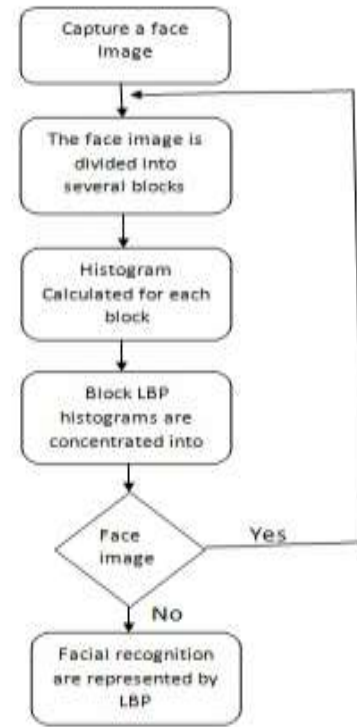 Capture a face
Image
The face image is
divided into
several blocks
Histogram
Calculated for each
block
Block LBP
histograms are
concentrated into
Face
image
Yes
No
Facial recognition
are represented by
LBP